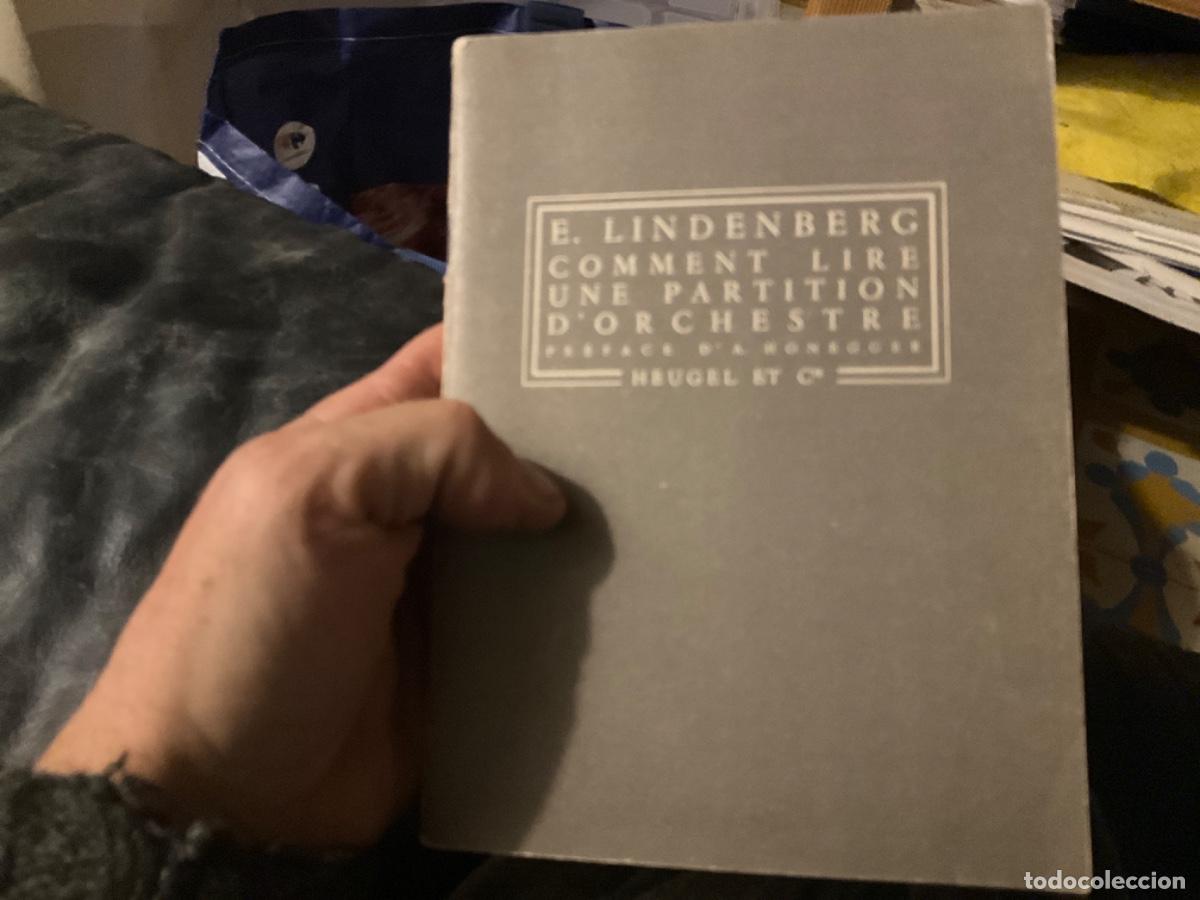 E. LINDENBERG
COMMENT LIRE
UNE PARTITION
D'ORCHESTRE
PRÉFACE D'A. HONEGGER
HEUGEL ET Cie
todocoleccion